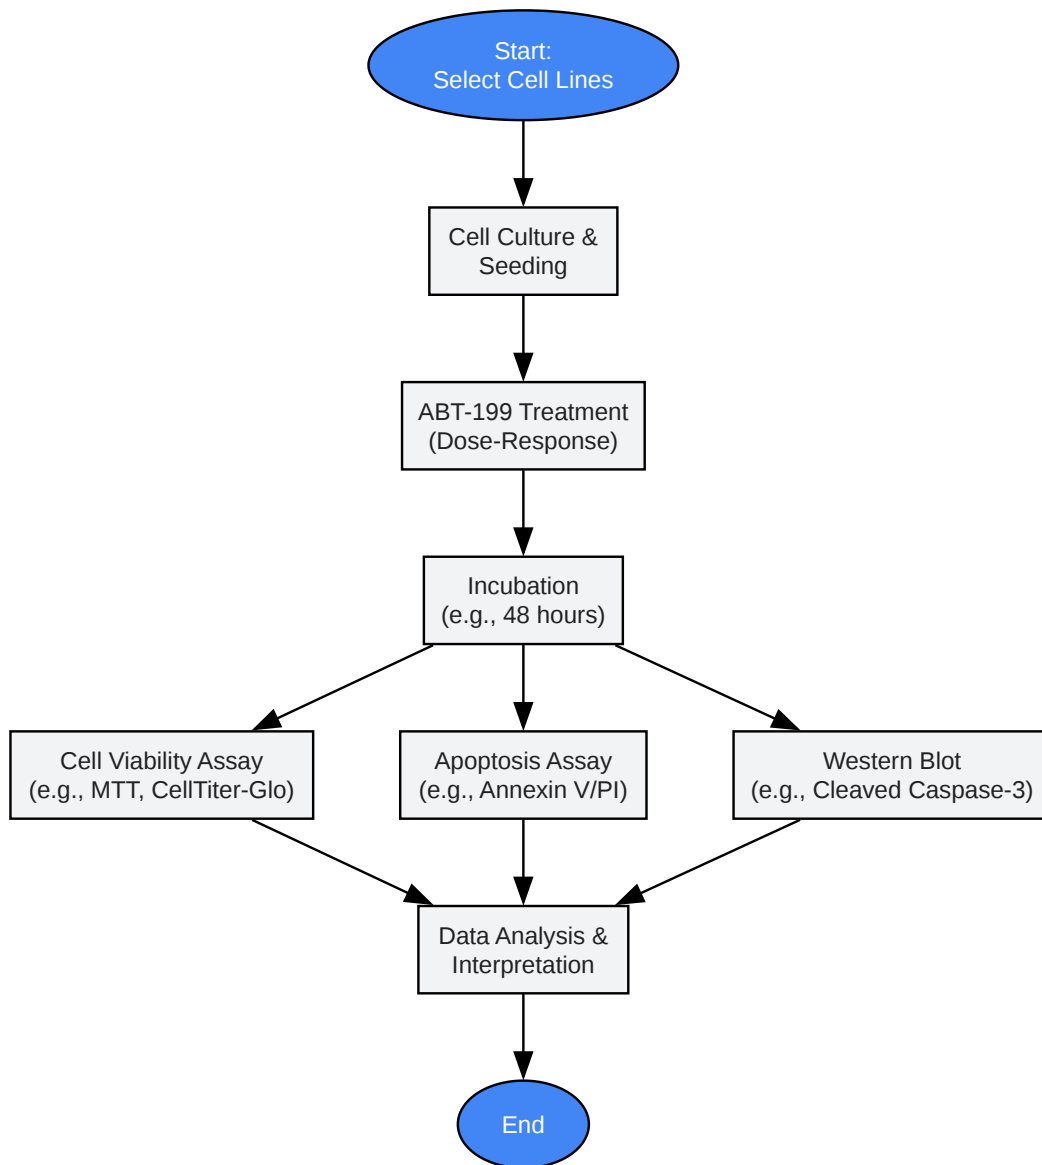 Start:
Select Cell Lines
Cell Culture &
Seeding
ABT-199 Treatment
(Dose-Response)
Incubation
(e.g., 48 hours)
Cell Viability Assay
(e.g., MTT, CellTiter-Glo)
Apoptosis Assay
(e.g., Annexin V/PI)
Western Blot
(e.g., Cleaved Caspase-3)
Data Analysis &
Interpretation
End